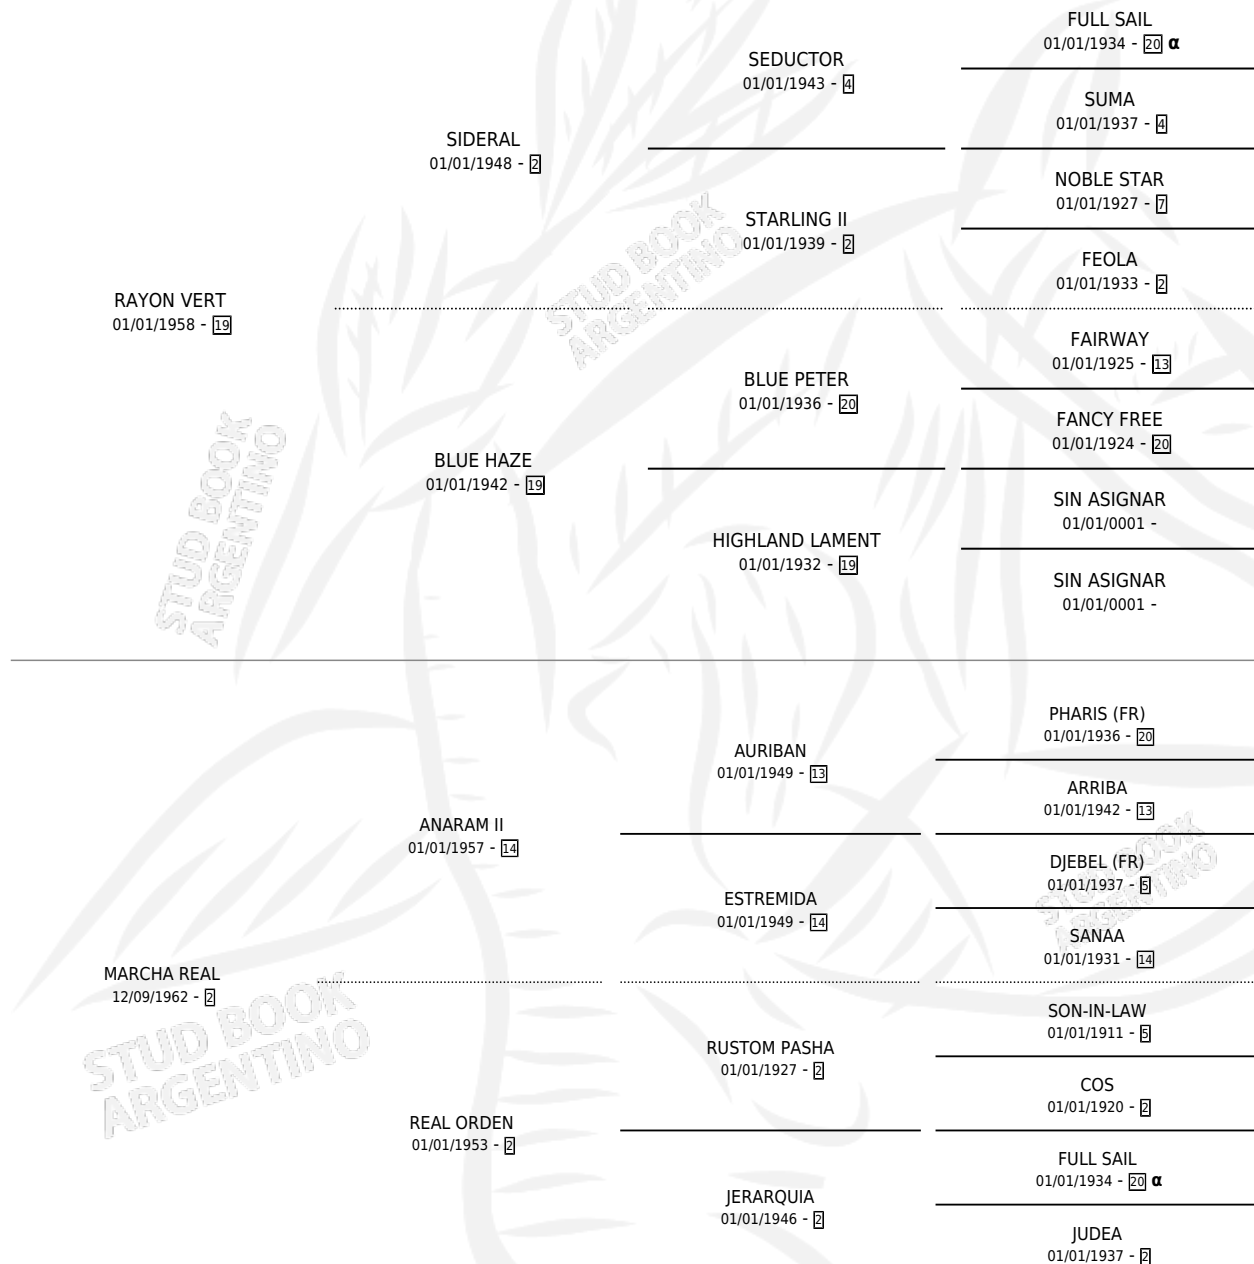 FULL SAIL
01/01/1934 - 20 α
SEDUCTOR
01/01/1943 - 4
SUMA
01/01/1937 - 4
SIDERAL
01/01/1948 - 2
NOBLE STAR
01/01/1927 - 7
STARLING II
01/01/1939 - 2
FEOLA
01/01/1933 - 2
STUD BOOK
ARGENTINO
RAYON VERT
01/01/1958 - 19
FAIRWAY
01/01/1925 - 13
BLUE PETER
01/01/1936 - 20
FANCY FREE
01/01/1924 - 20
BLUE HAZE
01/01/1942 - 19
STUD BOOK
ARGENTINO
SIN ASIGNAR
01/01/0001 -
HIGHLAND LAMENT
01/01/1932 - 19
SIN ASIGNAR
01/01/0001 -
PHARIS (FR)
01/01/1936 - 20
AURIBAN
01/01/1949 - 13
ARRIBA
01/01/1942 - 13
ANARAM II
01/01/1957 - 14
DJEBEL (FR)
01/01/1937 - 5
STUD BOOK
ARGENTINO
ESTREMIDA
01/01/1949 - 14
SANAA
01/01/1931 - 14
MARCHA REAL
12/09/1962 - 2
STUD BOOK
ARGENTINO
SON-IN-LAW
01/01/1911 - 5
RUSTOM PASHA
01/01/1927 - 2
COS
01/01/1920 - 2
REAL ORDEN
01/01/1953 - 2
FULL SAIL
01/01/1934 - 20 α
JERARQUIA
01/01/1946 - 2
JUDEA
01/01/1937 - 2